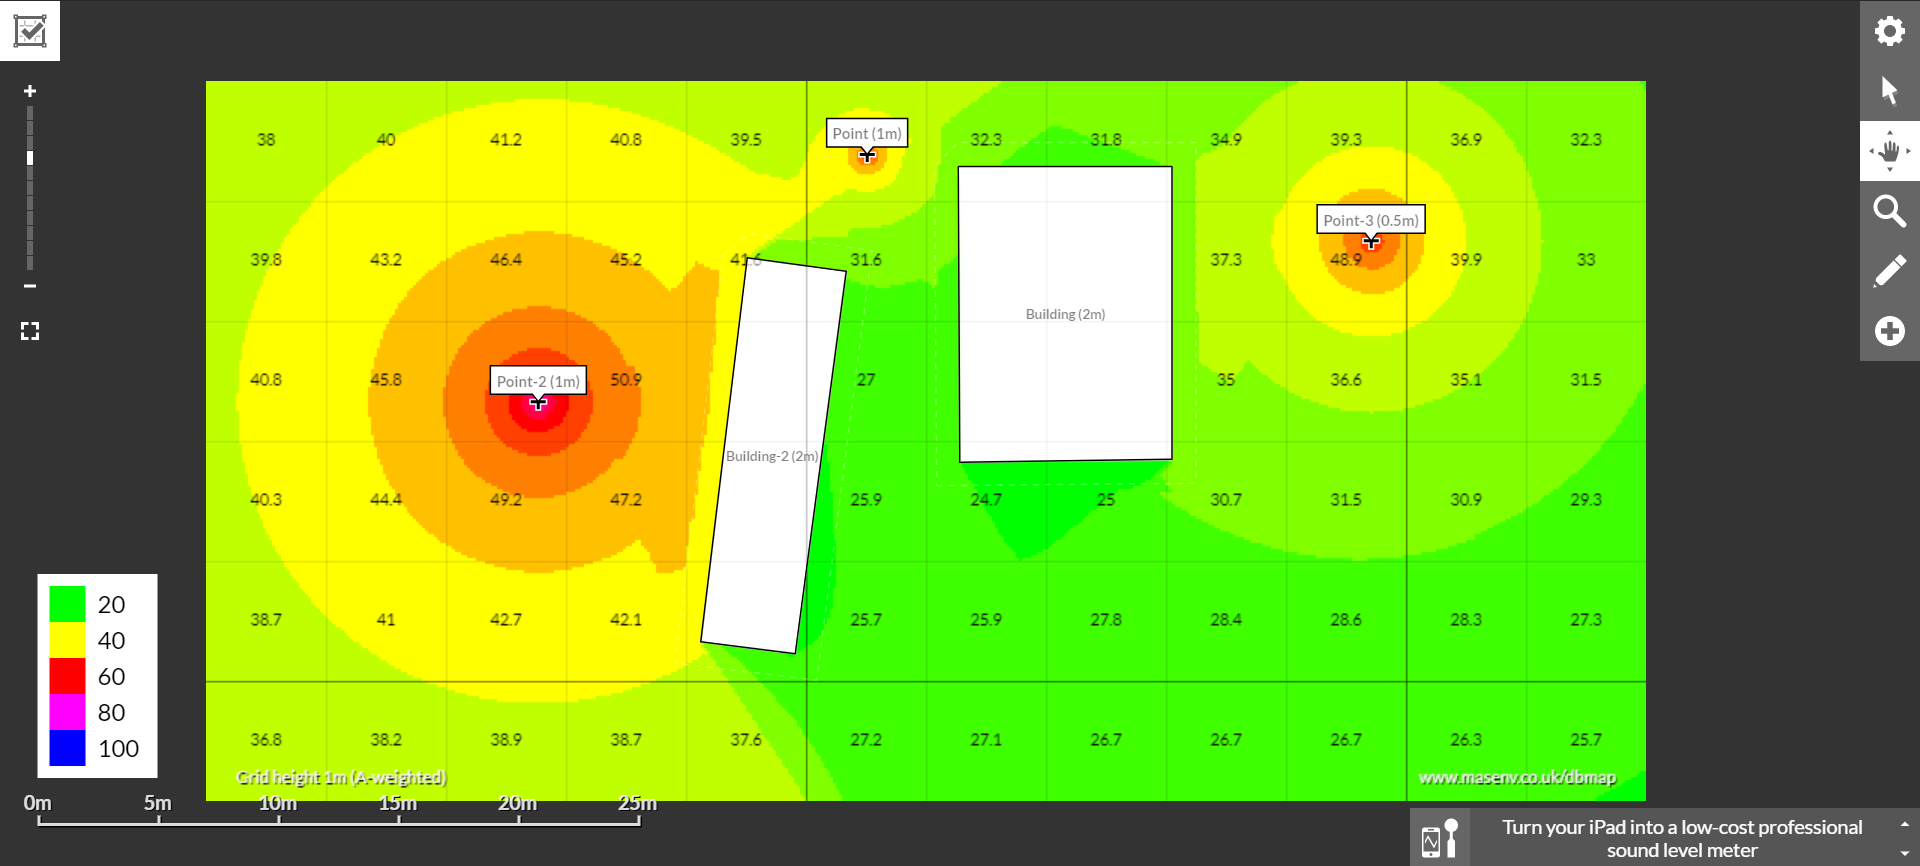 38 40 41.2 40.8 39.5 Point (1m) 32.3 31.8 34.9 39.3 36.9 32.3
Point-3 (0.5m)
39.8 43.2 46.4 45.2 41.6 31.6 37.3 48.9 39.9 33
Building (2m)
40.8 45.8 Point-2 (1m) 50.9 27 35 36.6 35.1 31.5
Building-2 (2m)
40.3 44.4 49.2 47.2 25.9 24.7 25 30.7 31.5 30.9 29.3
38.7 41 42.7 42.1 25.7 25.9 27.8 28.4 28.6 28.3 27.3
36.8 38.2 38.9 38.7 37.6 27.2 27.1 26.7 26.7 26.7 26.3 25.7
Grid height 1m (A-weighted)
www.masenv.co.uk/dbmap
20
40
60
80
100
0m 5m 10m 15m 20m 25m
Turn your iPad into a low-cost professional
sound level meter